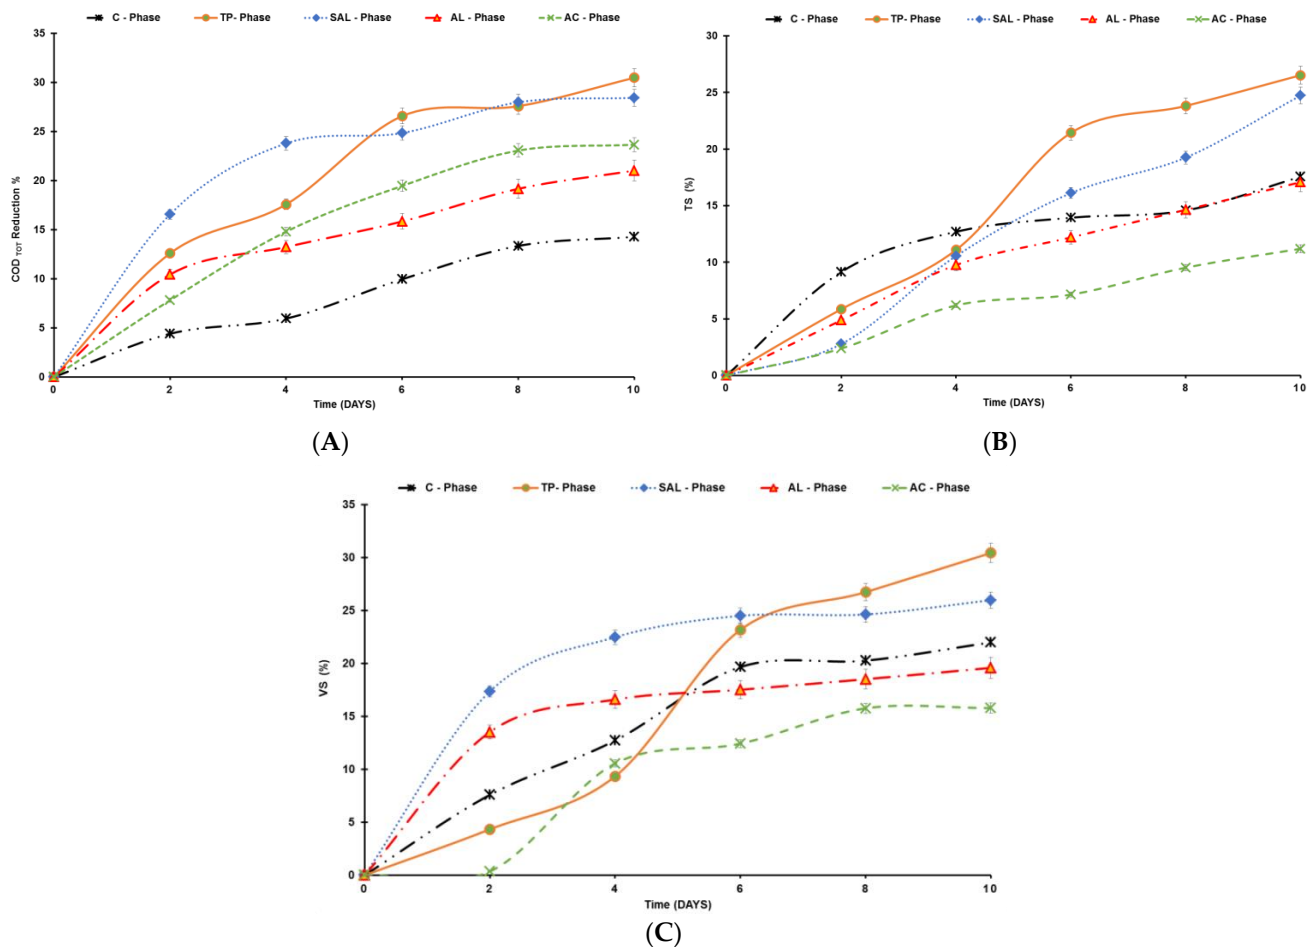 C - Phase TP- Phase SAL - Phase AL - Phase AC - Phase
35
30
25
20
15
10
5
0
COD TOT Reduction %
0 2 4 6 8 10
Time (DAYS)
(A)
C - Phase TP- Phase SAL - Phase AL - Phase AC - Phase
30
25
20
15
10
5
0
TS (%)
0 2 4 6 8 10
Time (DAYS)
(B)
C - Phase TP- Phase SAL - Phase AL - Phase AC - Phase
35
30
25
20
15
10
5
0
VS (%)
0 2 4 6 8 10
Time (DAYS)
(C)